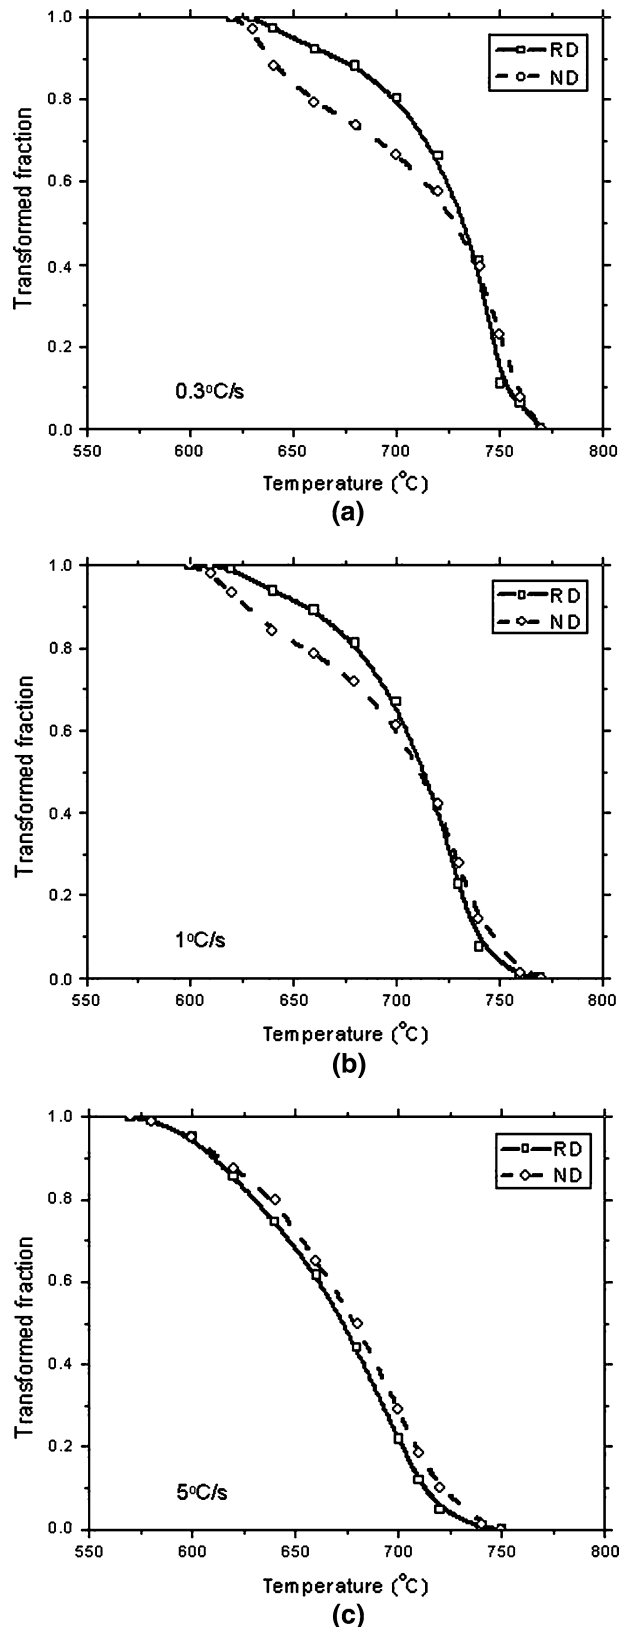 1.0
0.8
0.6
0.4
0.2
0.0
Transformed fraction
RD
ND
0.3°C/s
550 600 650 700 750 800
Temperature (°C)
(a)
1.0
0.8
0.6
0.4
0.2
0.0
Transformed fraction
RD
ND
1°C/s
550 600 650 700 750 800
Temperature (°C)
(b)
1.0
0.8
0.6
0.4
0.2
0.0
Transformed fraction
RD
ND
5°C/s
550 600 650 700 750 800
Temperature (°C)
(c)